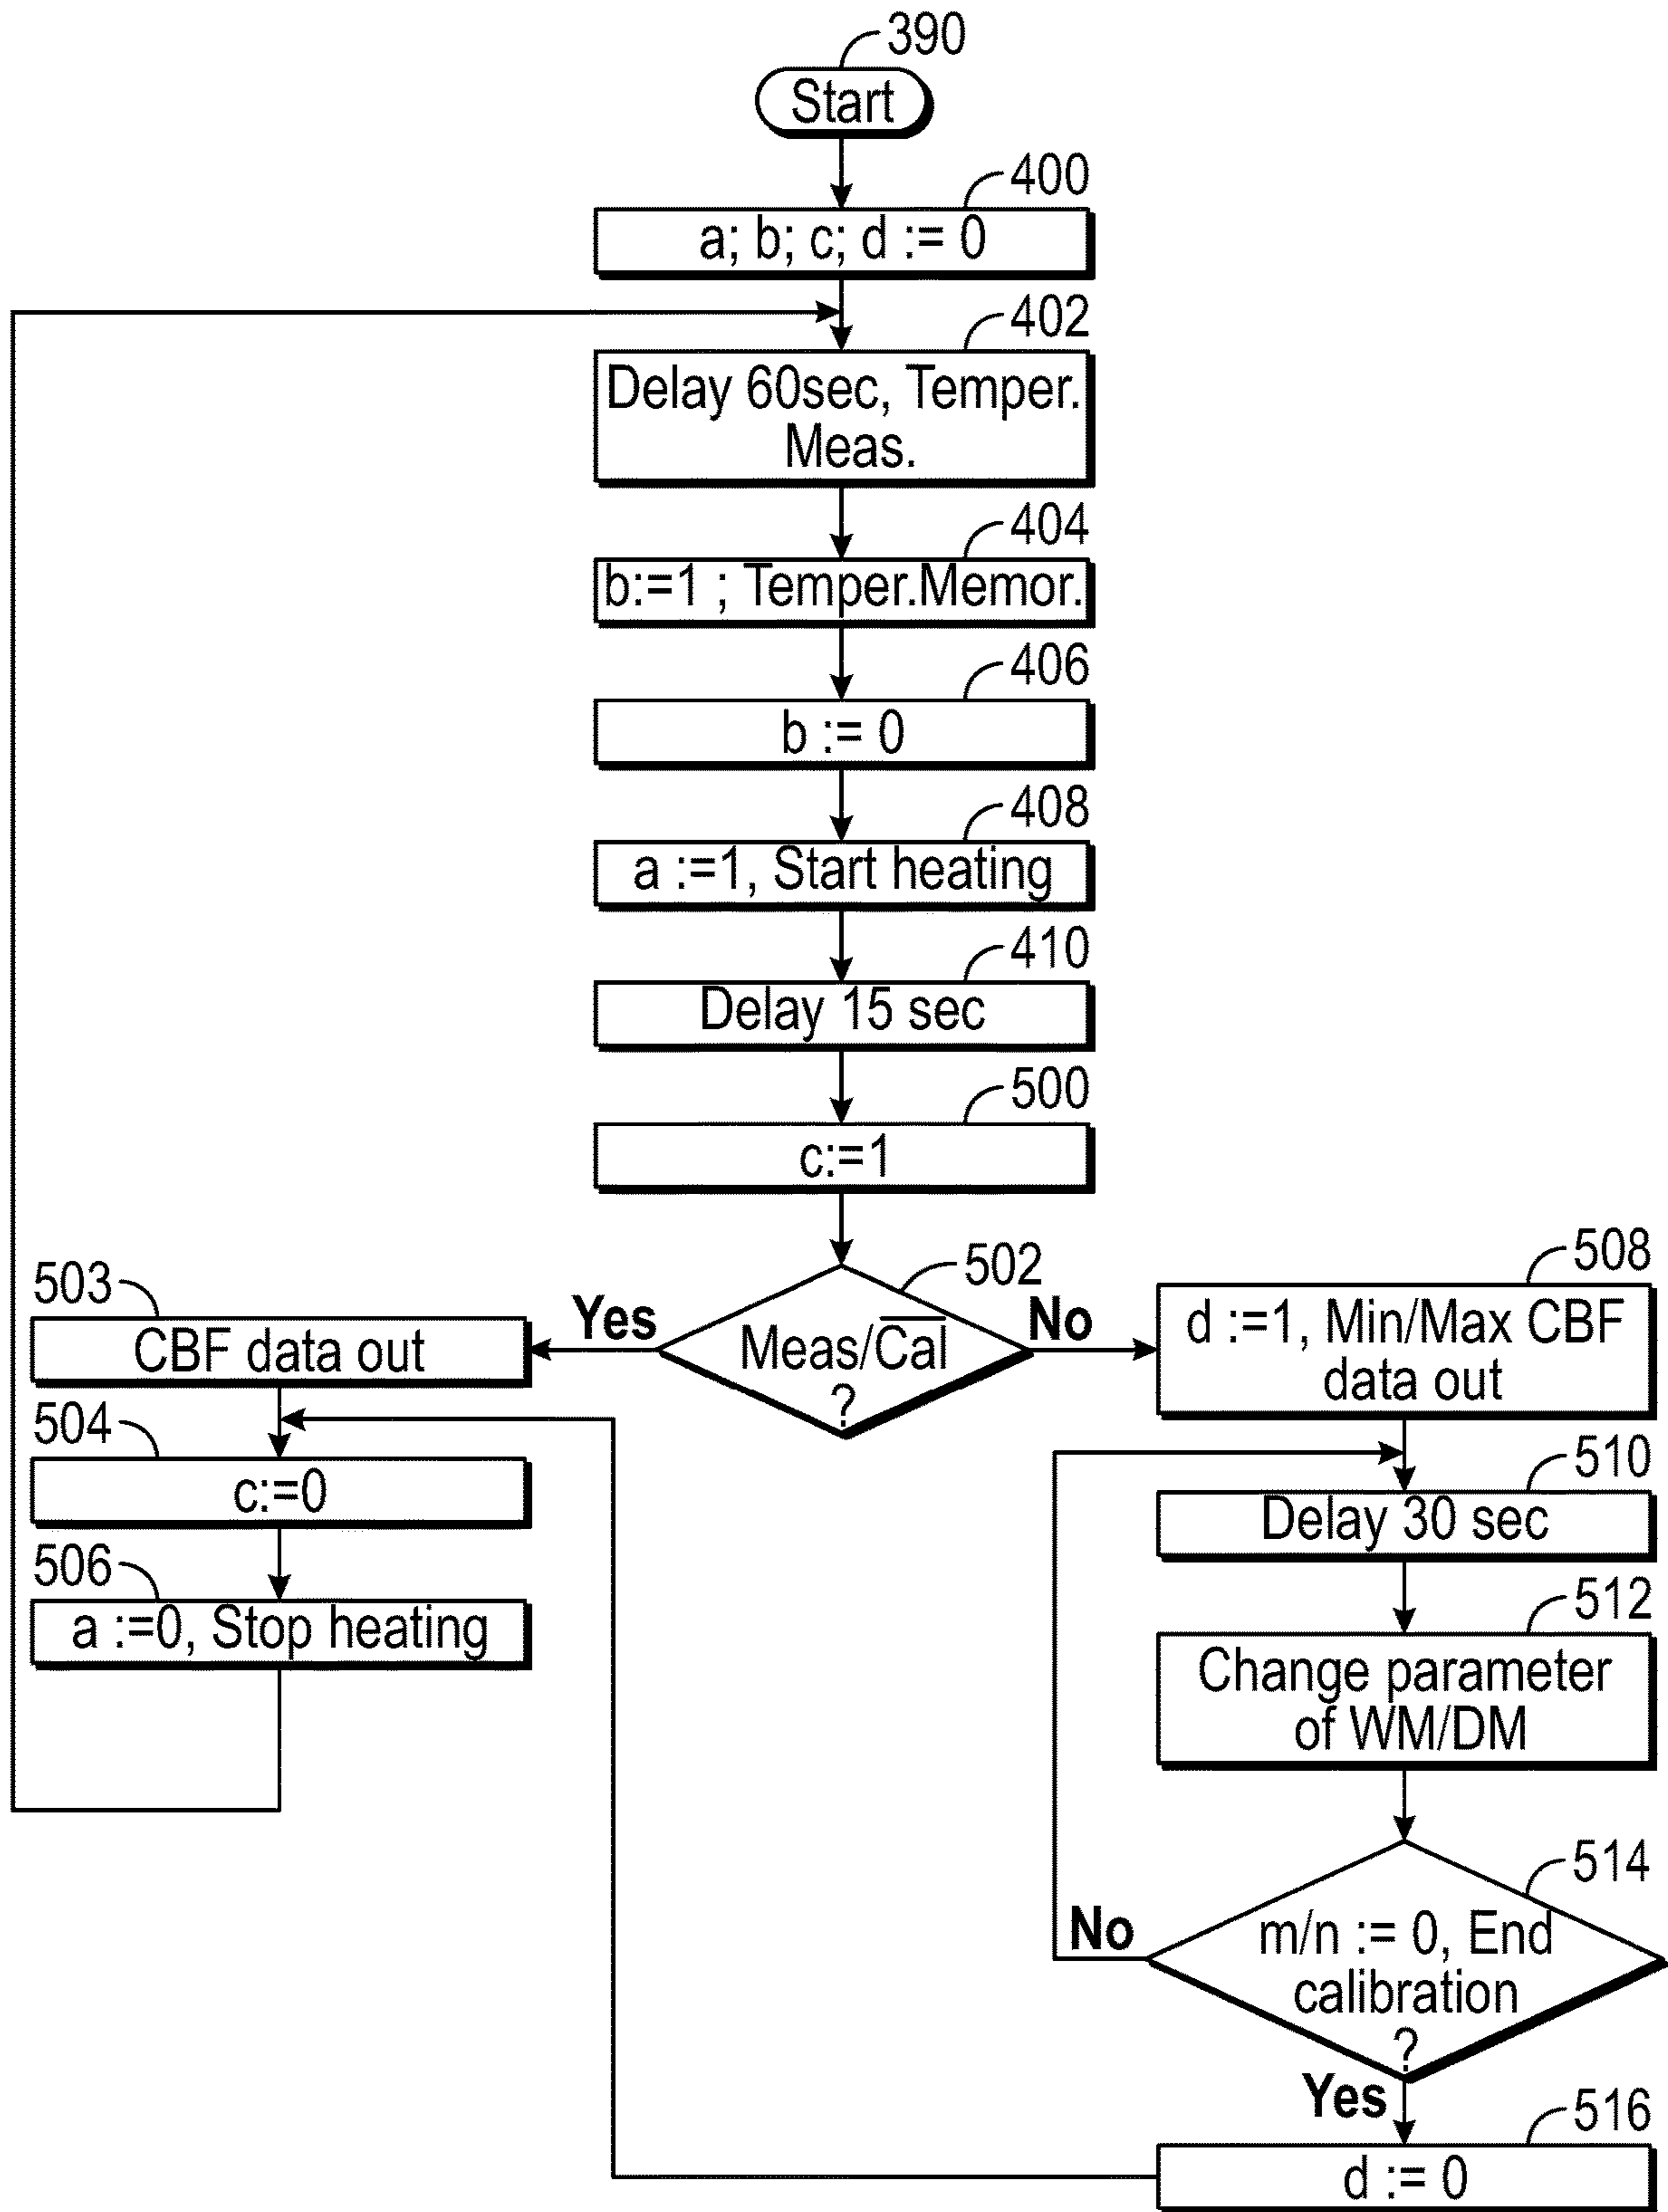 390
Start
400
a; b; c; d := 0
402
Delay 60sec, Temper.
Meas.
404
b:=1 ; Temper.Memor.
406
b := 0
408
a :=1, Start heating
410
Delay 15 sec
500
c:=1
502
Meas/C̅a̅l̅
?
Yes
No
503
CBF data out
504
c:=0
506
a :=0, Stop heating
508
d :=1, Min/Max CBF
data out
510
Delay 30 sec
512
Change parameter
of WM/DM
514
m/n := 0, End
calibration
?
No
Yes
516
d := 0